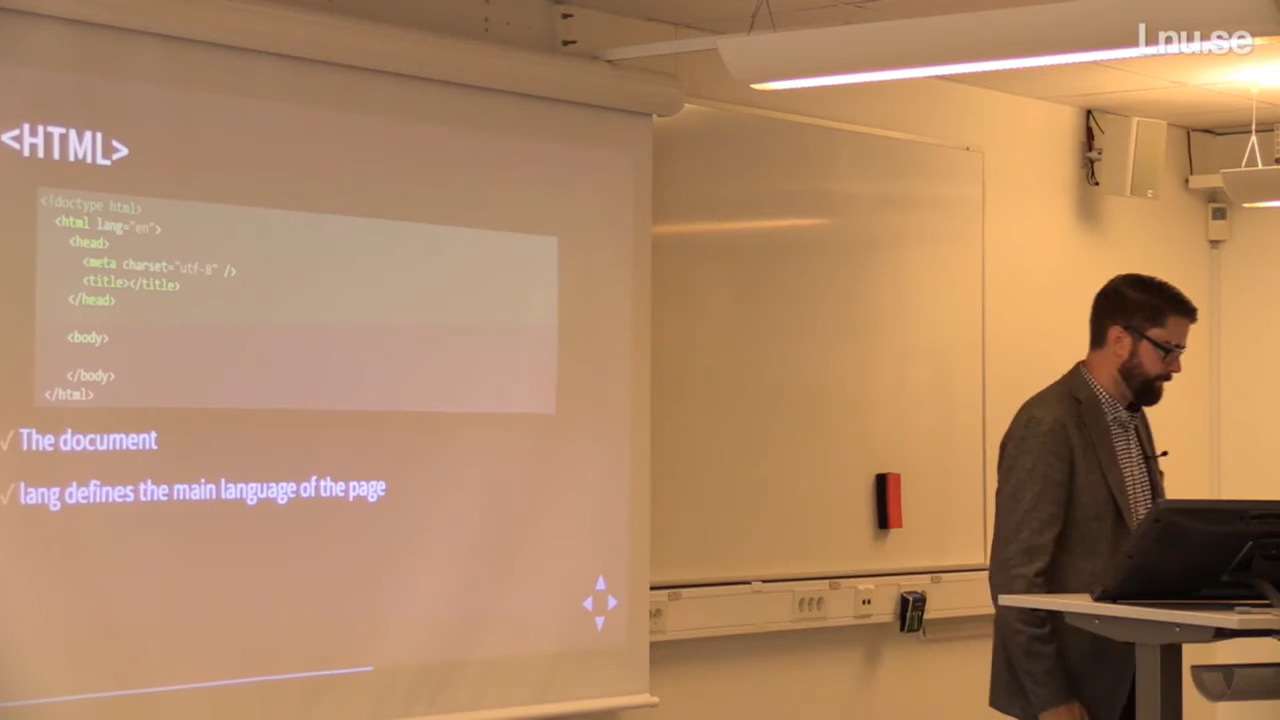 Lnu.se
<HTML>
<!doctype html>
<html lang="en">
<head>
<meta charset="utf-8" />
<title></title>
</head>
<body>
</body>
</html>
✓ The document
✓ lang defines the main language of the page